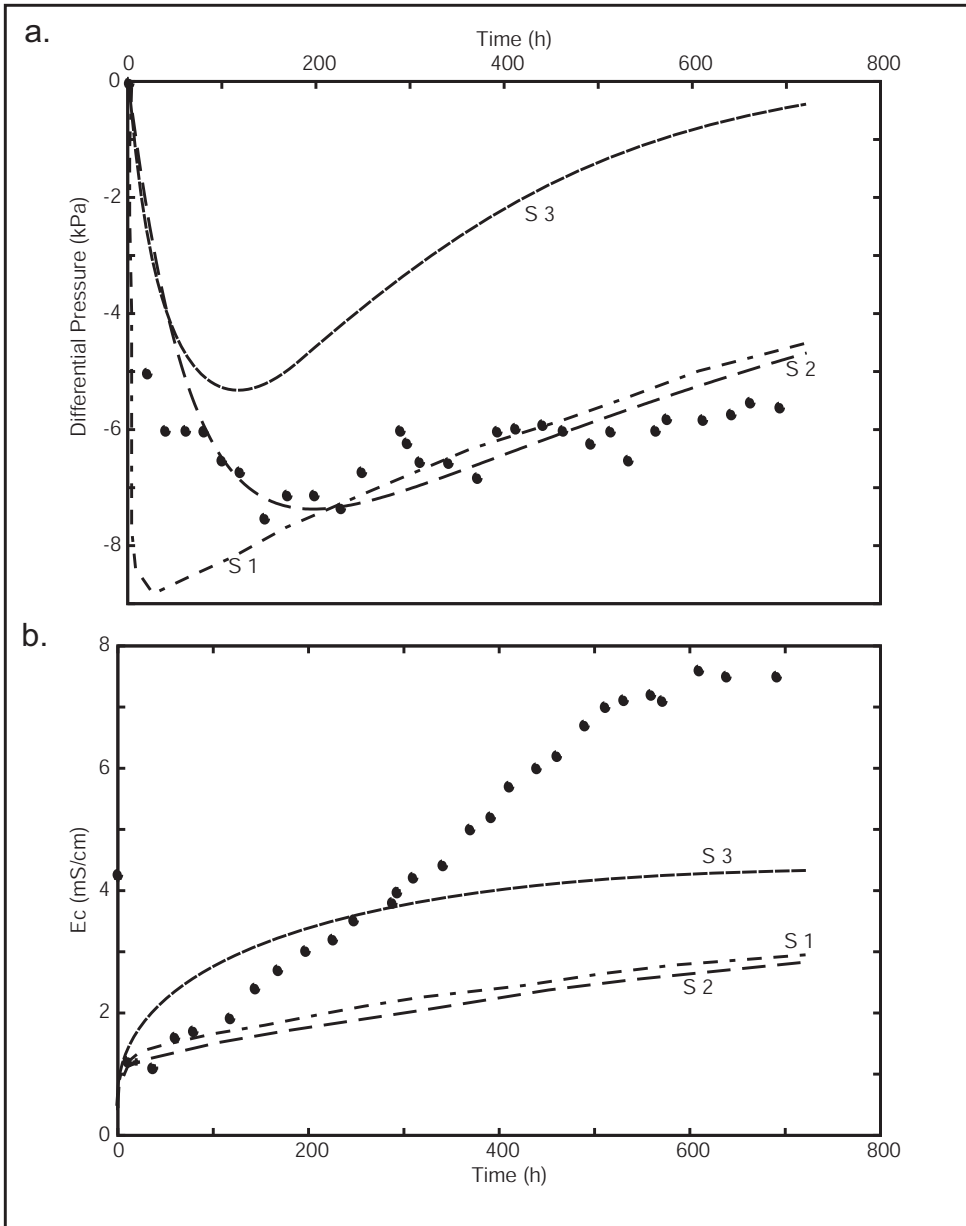 a.
Time (h)
0 200 400 600 800
Differential Pressure (kPa)
0
-2
-4
-6
-8
S 3
S 2
S 1
b.
Ec (mS/cm)
8
6
4
2
0
S 3
S 1
S 2
0 200 400 600 800
Time (h)